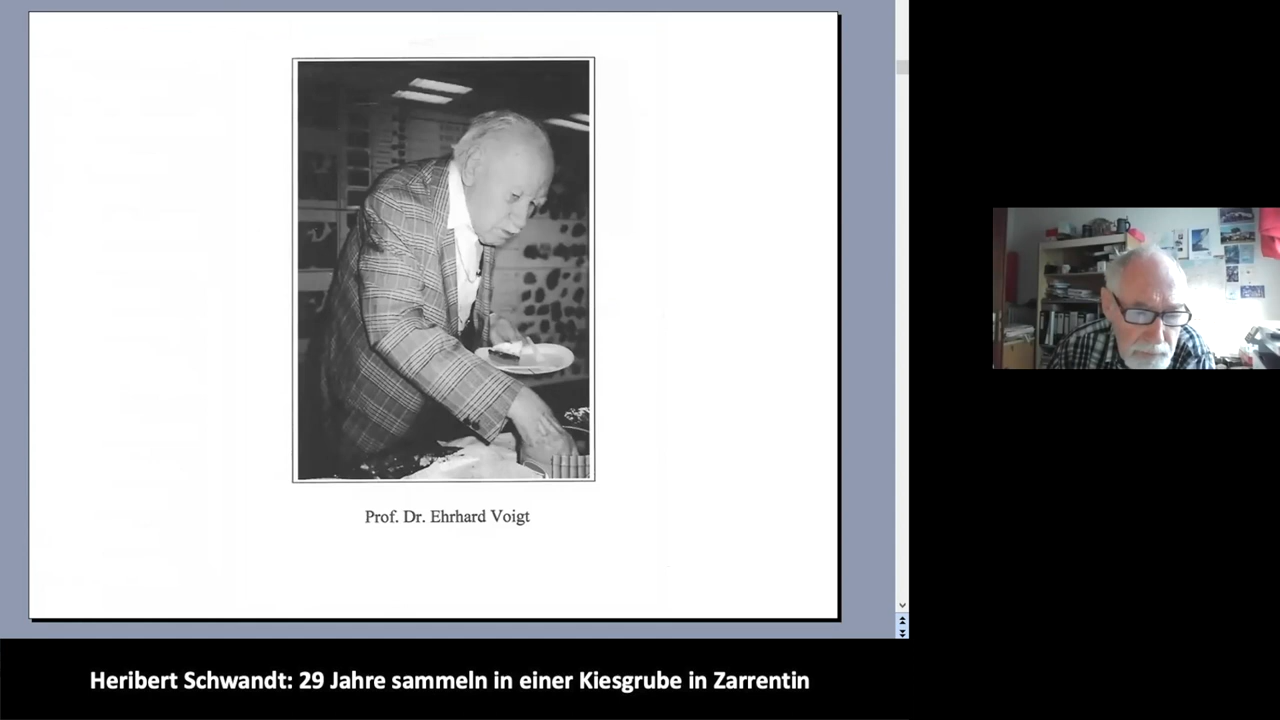 Prof. Dr. Ehrhard Voigt
Heribert Schwandt: 29 Jahre sammeln in einer Kiesgrube in Zarrentin